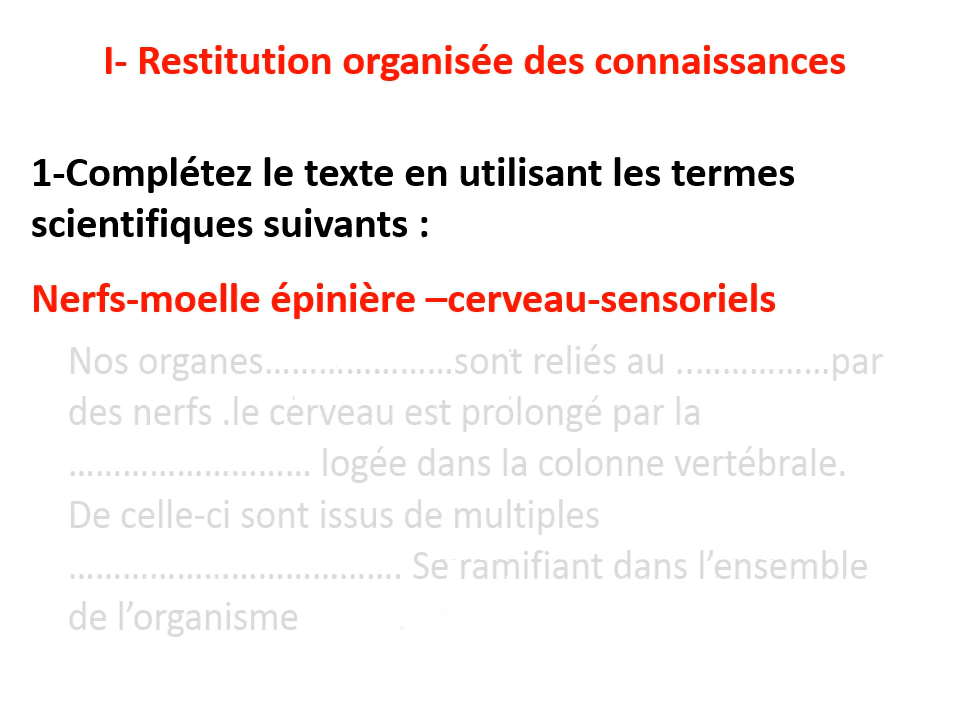 I- Restitution organisée des connaissances
1-Complétez le texte en utilisant les termes
scientifiques suivants :
Nerfs-moelle épinière –cerveau-sensoriels
Nos organes…………………sont reliés au ..…………….par
des nerfs .le cerveau est prolongé par la
……………………… logée dans la colonne vertébrale.
De celle-ci sont issus de multiples
………………………………. Se ramifiant dans l’ensemble
de l’organisme